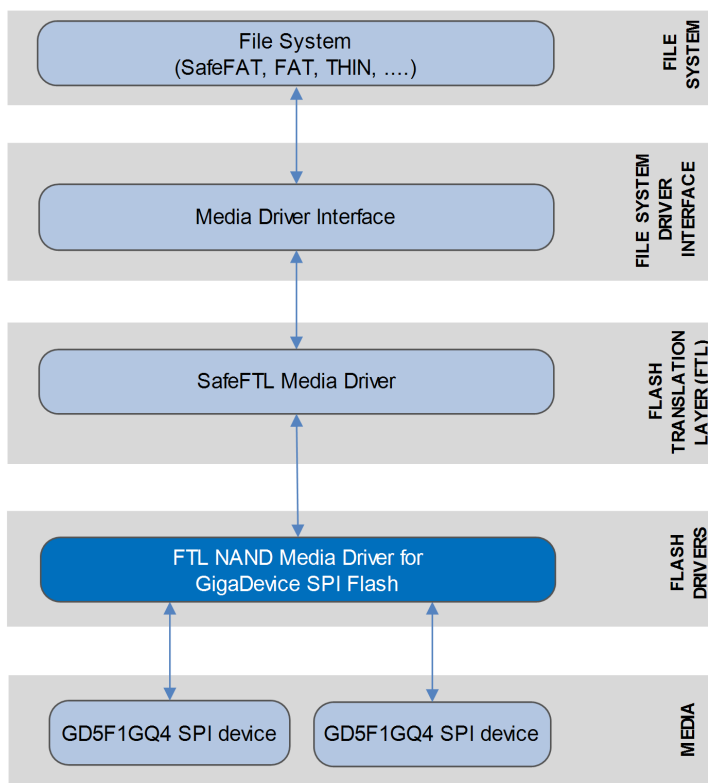 File System
(SafeFAT, FAT, THIN, ....)
FILE
SYSTEM
Media Driver Interface
FILE SYSTEM
DRIVER
INTERFACE
SafeFTL Media Driver
FLASH
TRANSLATION
LAYER (FTL)
FTL NAND Media Driver for
GigaDevice SPI Flash
FLASH
DRIVERS
GD5F1GQ4 SPI device
GD5F1GQ4 SPI device
MEDIA